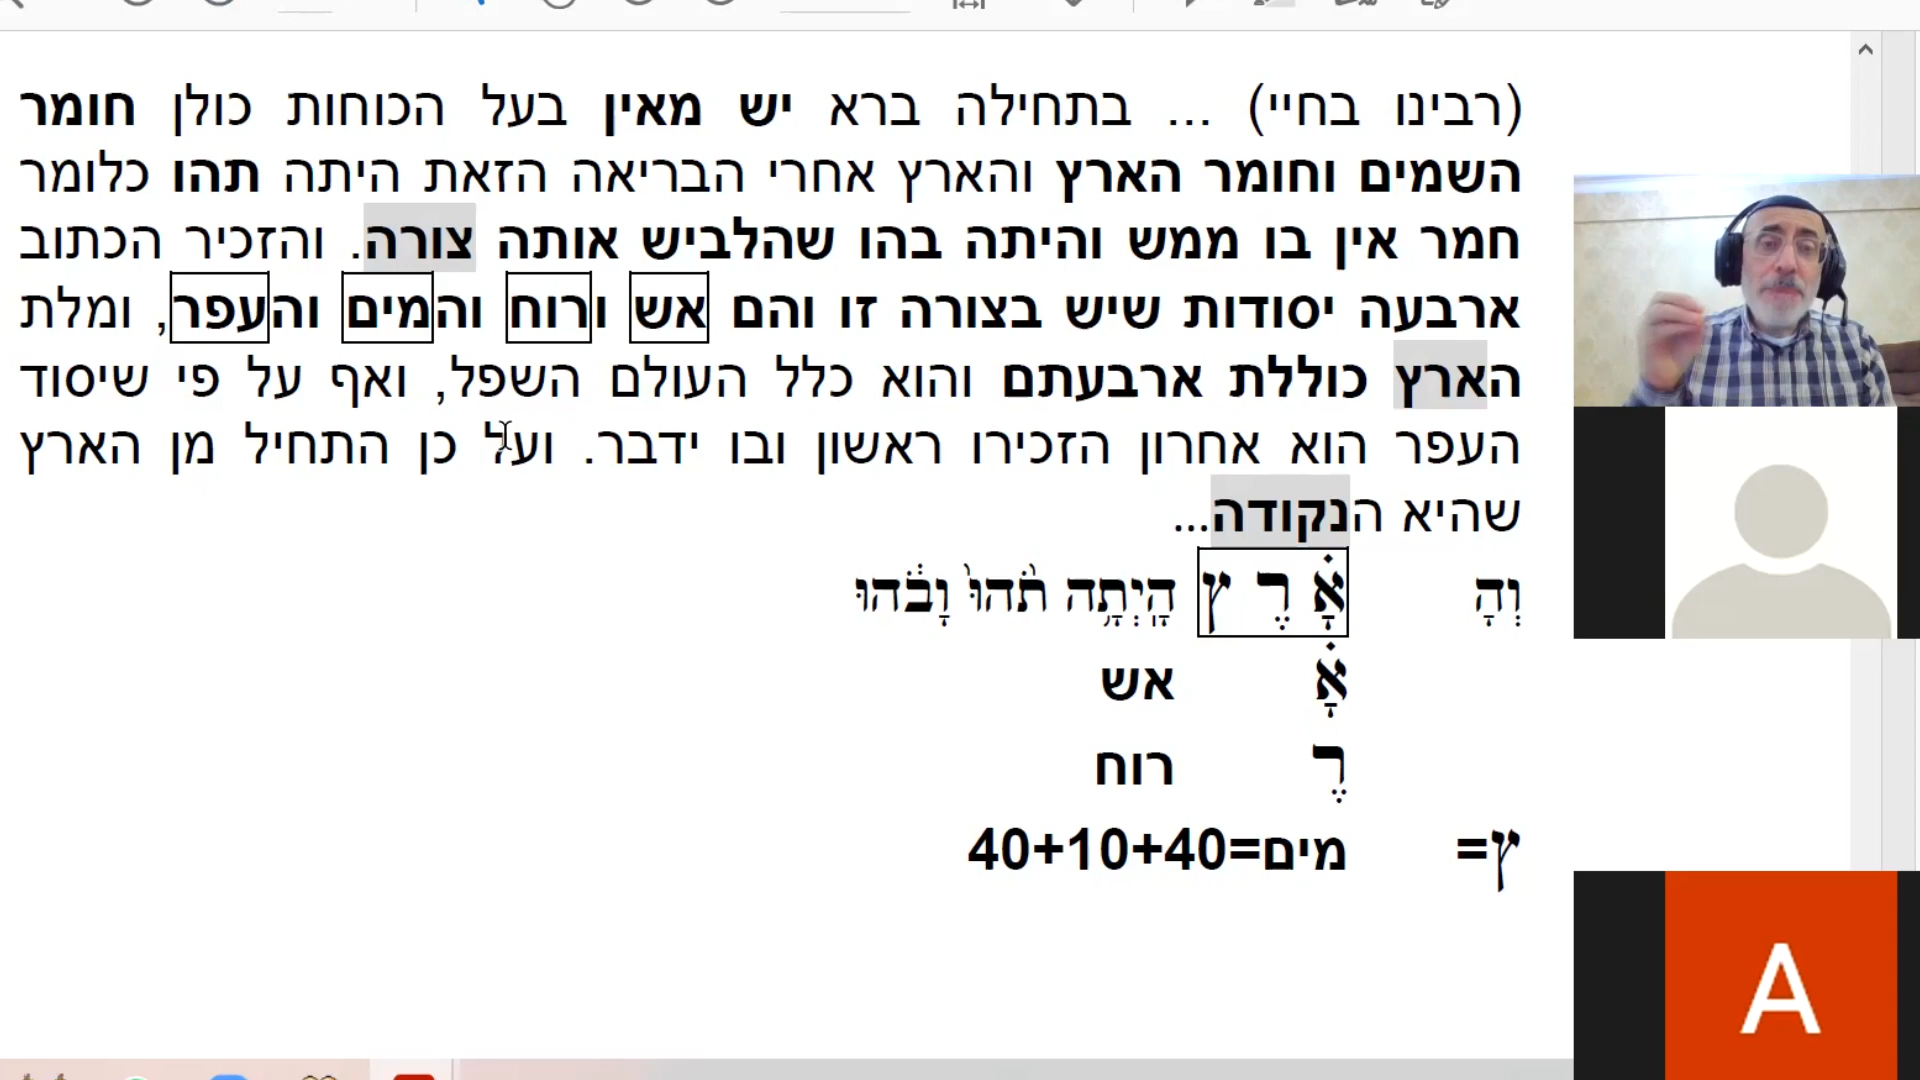 (רבינו בחיי) ... בתחילה ברא יש מאין בעל הכוחות כולן חומר
השמים וחומר הארץ והארץ אחרי הבריאה הזאת היתה תהו כלומר
חמר אין בו ממש והיתה בהו שהלביש אותה צורה. והזכיר הכתוב
ארבעה יסודות שיש בצורה זו והם אש ורוח והמים והעפר, ומלת
הארץ כוללת ארבעתם והוא כלל העולם השפל, ואף על פי שיסוד
העפר הוא אחרון הזכירו ראשון ובו ידבר. ועל כן התחיל מן הארץ
שהיא הנקודה...
וְהָ אָ֗ רֶ ץ הָיְתָ֥ה תֹ֙הוּ֙ וָבֹ֔הוּ
אָ֗ אש
רֶ רוח
ץ= מים=40+10+40
A